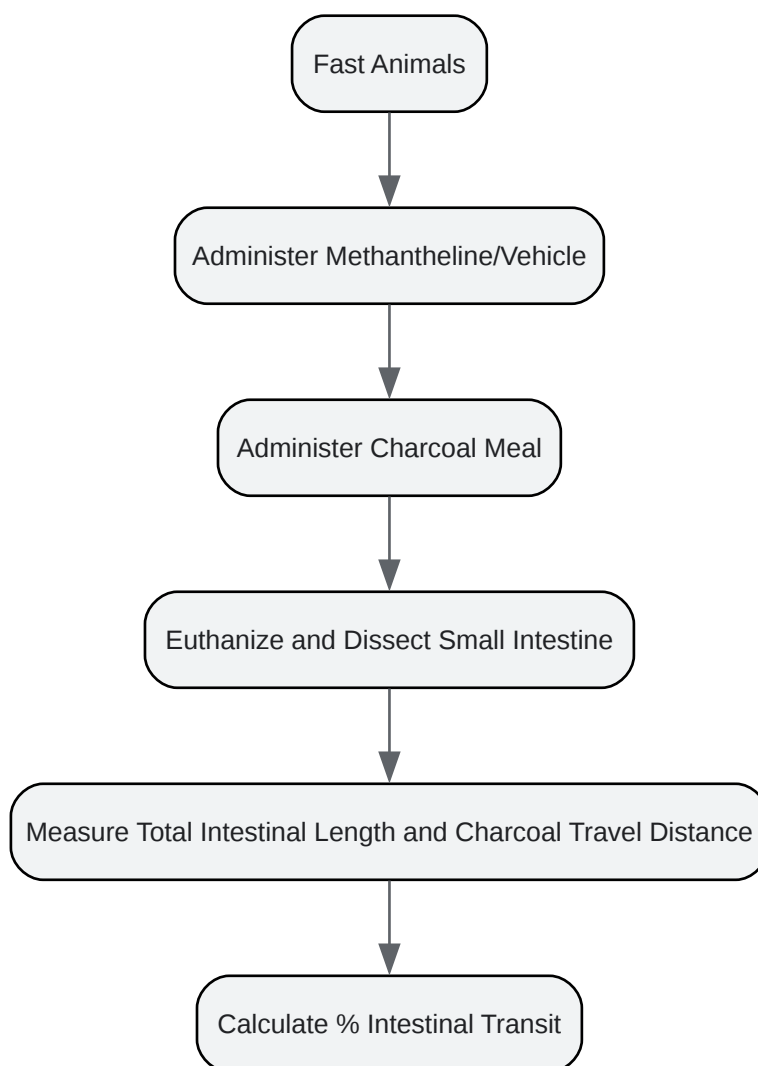 Fast Animals
Administer Methantheline/Vehicle
Administer Charcoal Meal
Euthanize and Dissect Small Intestine
Measure Total Intestinal Length and Charcoal Travel Distance
Calculate % Intestinal Transit